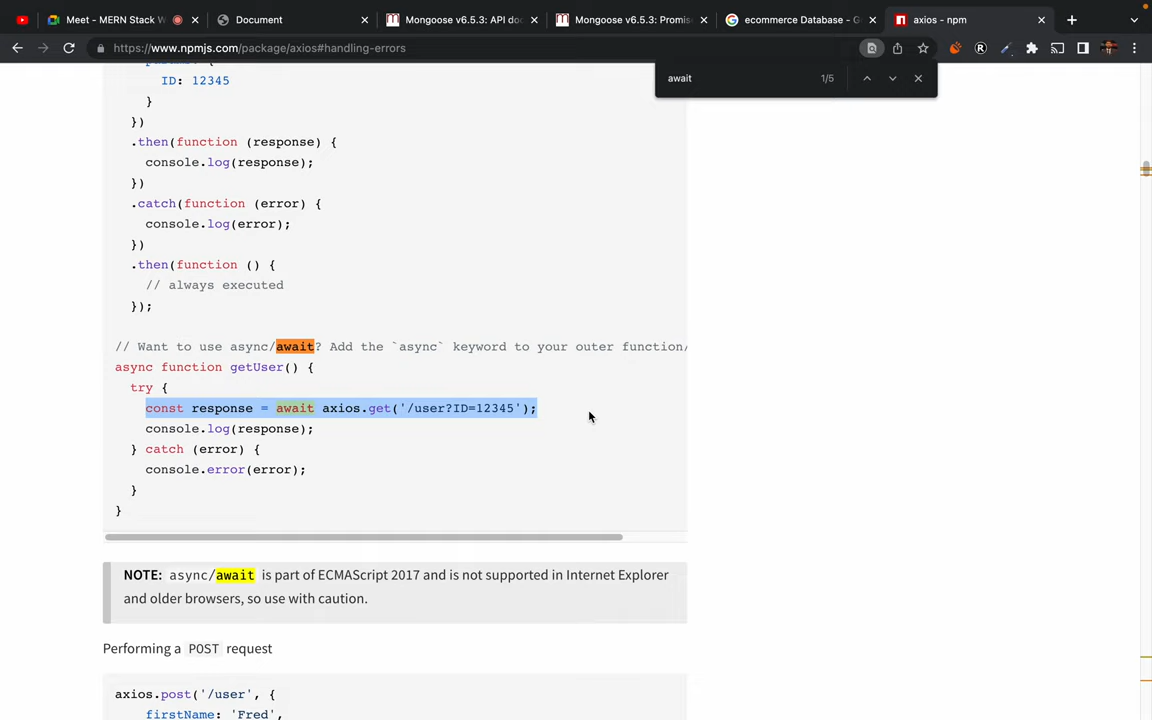 Meet - MERN Stack W
Document
Mongoose v6.5.3: API doc
Mongoose v6.5.3: Promise
ecommerce Database - Go
axios - npm
https://www.npmjs.com/package/axios#handling-errors
await
1/5
ID: 12345
}
})
.then(function (response) {
console.log(response);
})
.catch(function (error) {
console.log(error);
})
.then(function () {
// always executed
});
// Want to use async/await? Add the `async` keyword to your outer function/
async function getUser() {
try {
const response = await axios.get('/user?ID=12345');
console.log(response);
} catch (error) {
console.error(error);
}
}
NOTE: async/await is part of ECMAScript 2017 and is not supported in Internet Explorer
and older browsers, so use with caution.
Performing a POST request
axios.post('/user', {
firstName: 'Fred',